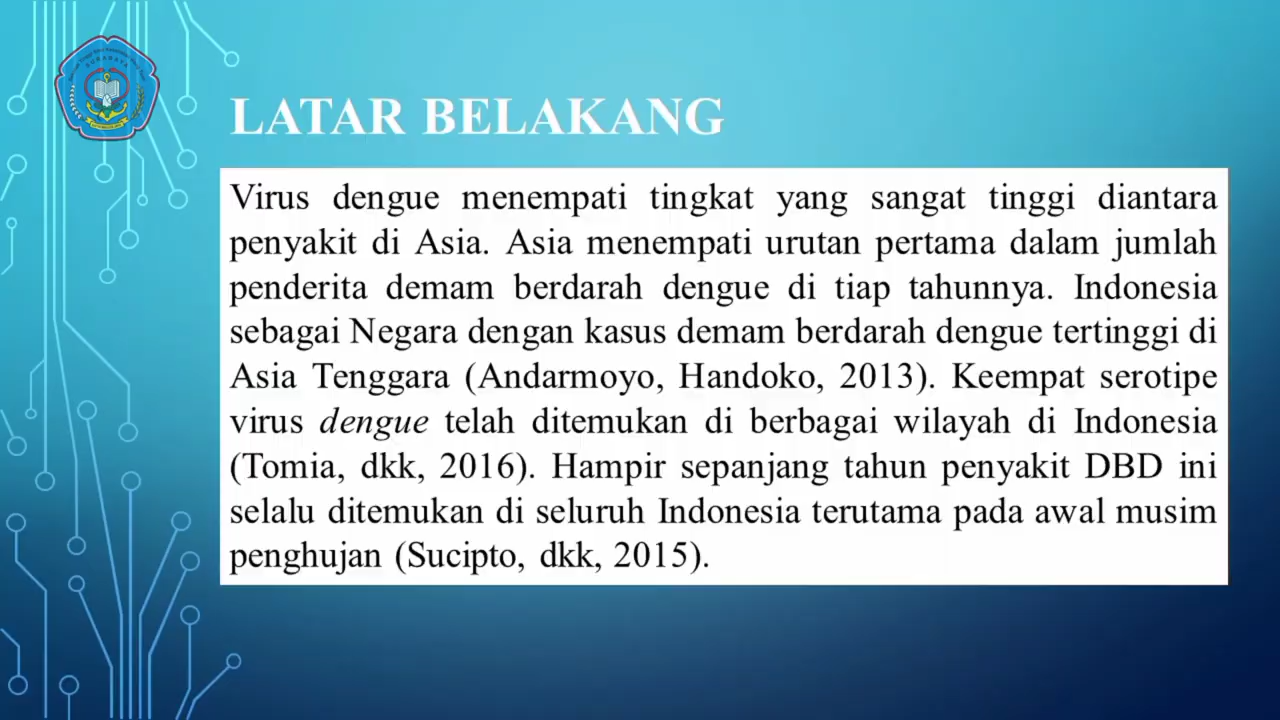 SURABAYA
LATAR BELAKANG
Virus dengue menempati tingkat yang sangat tinggi diantara
penyakit di Asia. Asia menempati urutan pertama dalam jumlah
penderita demam berdarah dengue di tiap tahunnya. Indonesia
sebagai Negara dengan kasus demam berdarah dengue tertinggi di
Asia Tenggara (Andarmoyo, Handoko, 2013). Keempat serotipe
virus dengue telah ditemukan di berbagai wilayah di Indonesia
(Tomia, dkk, 2016). Hampir sepanjang tahun penyakit DBD ini
selalu ditemukan di seluruh Indonesia terutama pada awal musim
penghujan (Sucipto, dkk, 2015).